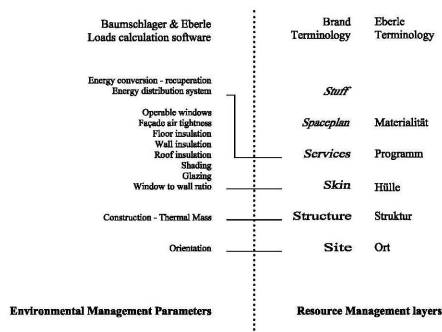 Baumschlager & Eberle
Loads calculation software
Brand
Terminology
Eberle
Terminology
Energy conversion - recuperation
Energy distribution system
Operable windows
Façade air tightness
Floor insulation
Wall insulation
Roof insulation
Shading
Glazing
Window to wall ratio
Construction - Thermal Mass
Orientation
Stuff
Spaceplan Materialität
Services Programm
Skin Hülle
Structure Struktur
Site Ort
Environmental Management Parameters
Resource Management layers